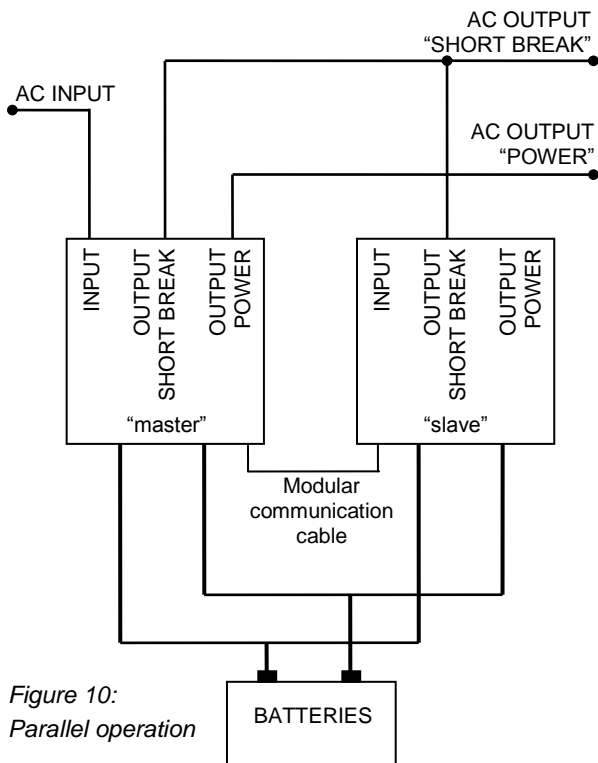 AC OUTPUT
“SHORT BREAK”
AC INPUT
AC OUTPUT
“POWER”
INPUT
OUTPUT
SHORT BREAK
OUTPUT
POWER
“master”
INPUT
OUTPUT
SHORT BREAK
OUTPUT
POWER
“slave”
Modular
communication
cable
Figure 10:
Parallel operation
BATTERIES